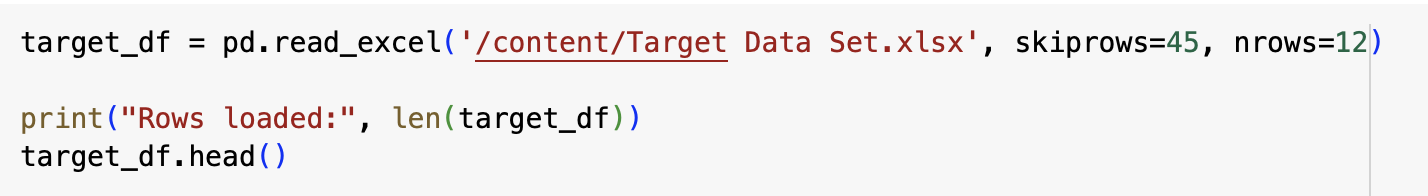 target_df = pd.read_excel('/content/Target Data Set.xlsx', skiprows=45, nrows=12)
print("Rows loaded:", len(target_df))
target_df.head()